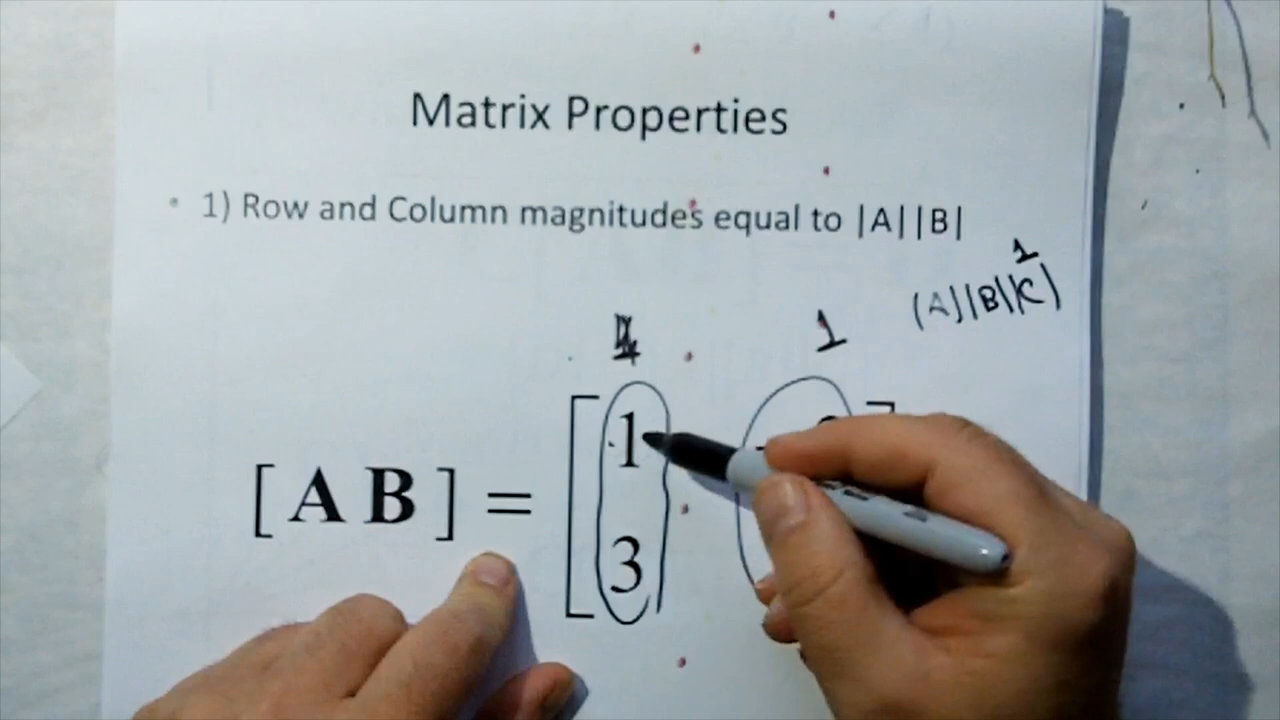 Matrix Properties
• 1) Row and Column magnitudes equal to |A||B|
1
|A||B||C|
1
[ A B ] = [ 1
3